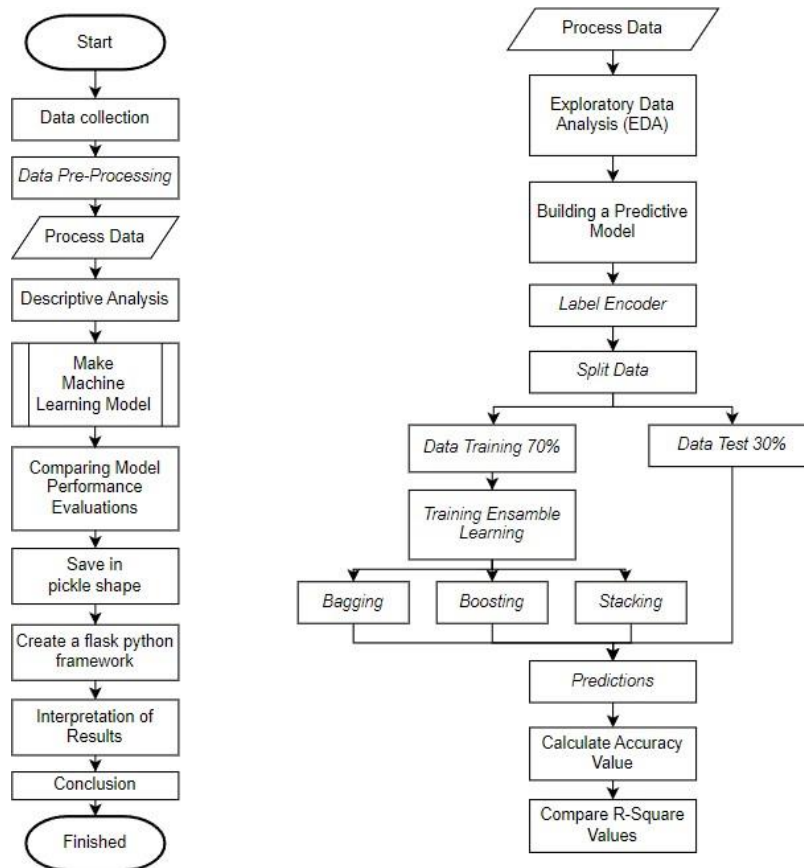 Start
Data collection
Data Pre-Processing
Process Data
Descriptive Analysis
Make
Machine
Learning Model
Comparing Model
Performance
Evaluations
Save in
pickle shape
Create a flask python
framework
Interpretation of
Results
Conclusion
Finished
Process Data
Exploratory Data
Analysis (EDA)
Building a Predictive
Model
Label Encoder
Split Data
Data Training 70%
Data Test 30%
Training Ensamble
Learning
Bagging
Boosting
Stacking
Predictions
Calculate Accuracy
Value
Compare R-Square
Values